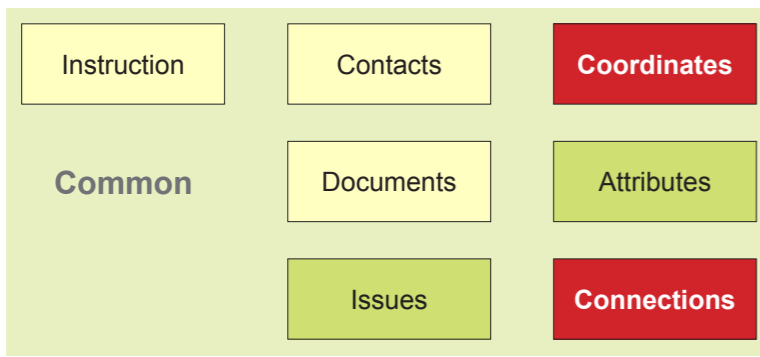 Instruction
Contacts
Coordinates
Common
Documents
Attributes
Issues
Connections